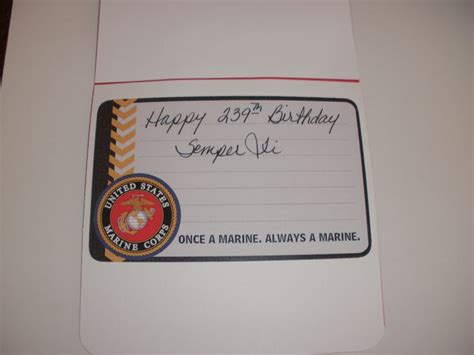 Happy 239th Birthday
Semper Fi
UNITED STATES
MARINE CORPS
ONCE A MARINE. ALWAYS A MARINE.